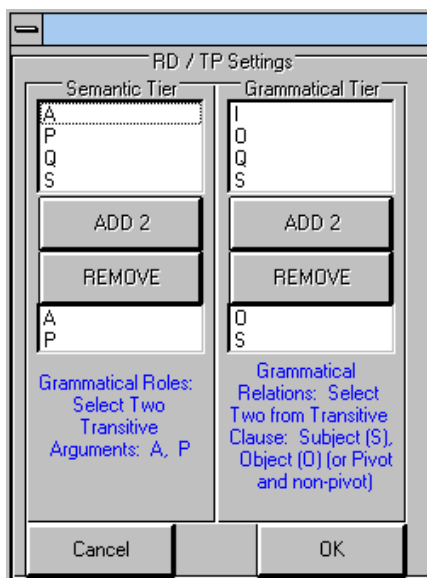 RD / TP Settings
Semantic Tier
A
P
Q
S
ADD 2
REMOVE
A
P
Grammatical Roles:
Select Two
Transitive
Arguments: A, P
Grammatical Tier
I
O
Q
S
ADD 2
REMOVE
O
S
Grammatical
Relations: Select
Two from Transitive
Clause: Subject (S),
Object (O) (or Pivot
and non-pivot)
Cancel
OK